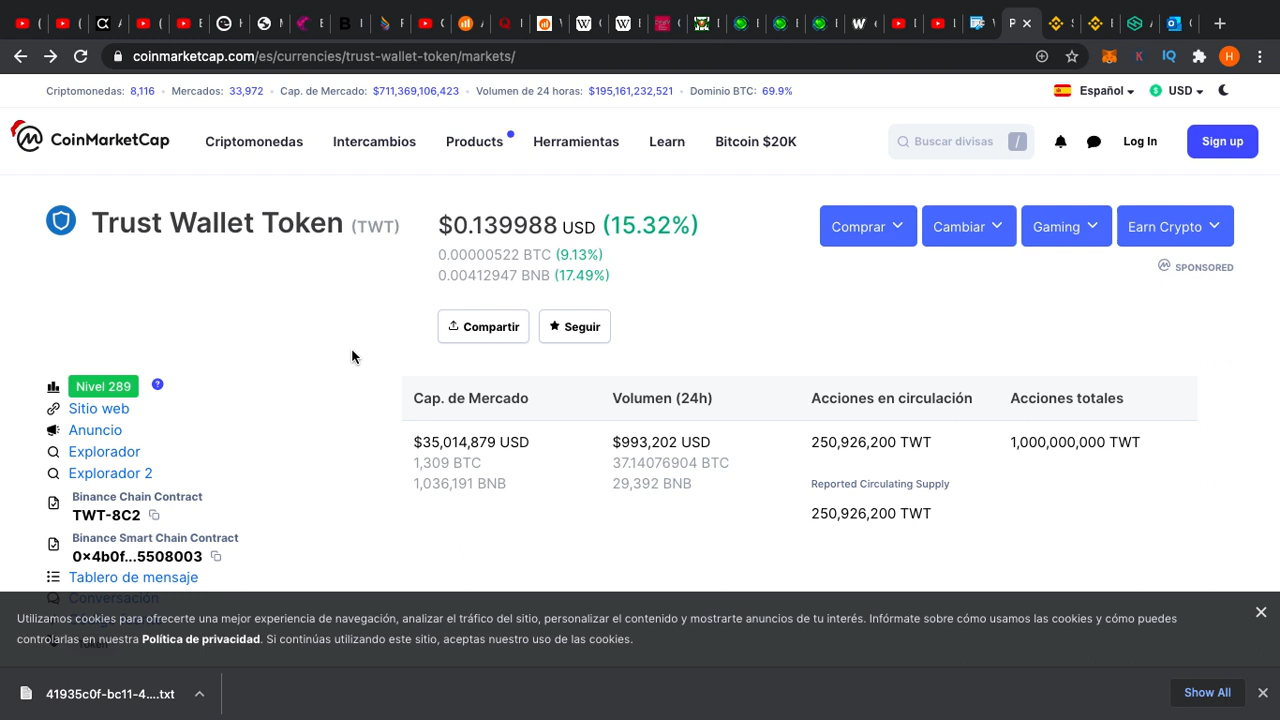 coinmarketcap.com/es/currencies/trust-wallet-token/markets/
Criptomonedas: 8,116 Mercados: 33,972 Cap. de Mercado: $711,369,106,423 Volumen de 24 horas: $195,161,232,521 Dominio BTC: 69.9%
Español USD
CoinMarketCap
Criptomonedas Intercambios Products Herramientas Learn Bitcoin $20K
Buscar divisas / Log In Sign up
Trust Wallet Token (TWT)
$0.139988 USD (15.32%)
0.00000522 BTC (9.13%)
0.00412947 BNB (17.49%)
Comprar Cambiar Gaming Earn Crypto
SPONSORED
Compartir Seguir
Nivel 289 ?
Sitio web
Anuncio
Explorador
Explorador 2
Binance Chain Contract
TWT-8C2
Binance Smart Chain Contract
0×4b0f...5508003
Tablero de mensaje
Conversación
Token
Cap. de Mercado Volumen (24h) Acciones en circulación Acciones totales
$35,014,879 USD $993,202 USD 250,926,200 TWT 1,000,000,000 TWT
1,309 BTC 37.14076904 BTC
1,036,191 BNB 29,392 BNB Reported Circulating Supply
250,926,200 TWT
Utilizamos cookies para ofrecerte una mejor experiencia de navegación, analizar el tráfico del sitio, personalizar el contenido y mostrarte anuncios de tu interés. Infórmate sobre cómo usamos las cookies y cómo puedes
controlarlas en nuestra Política de privacidad. Si continúas utilizando este sitio, aceptas nuestro uso de las cookies.
41935c0f-bc11-4....txt
Show All